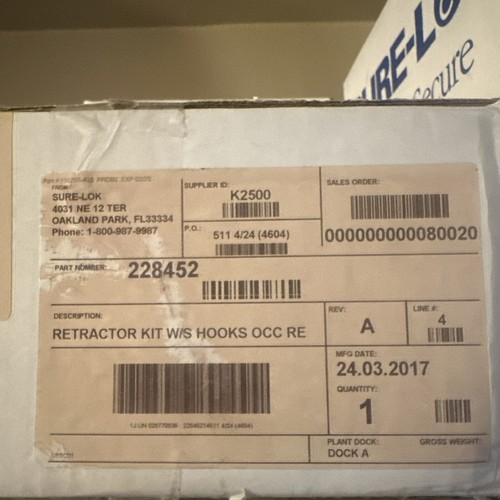 SURE-LO
Secure
FROM:
SURE-LOK
4031 NE 12 TER
OAKLAND PARK, FL33334
Phone: 1-800-987-9987
SUPPLIER ID:
K2500
P.O.:
511 4/24 (4604)
SALES ORDER:
000000000080020
PART NUMBER:
228452
DESCRIPTION:
RETRACTOR KIT W/S HOOKS OCC RE
REV:
A
LINE #:
4
MFG DATE:
24.03.2017
QUANTITY:
1
PLANT DOCK:
DOCK A
GROSS WEIGHT: